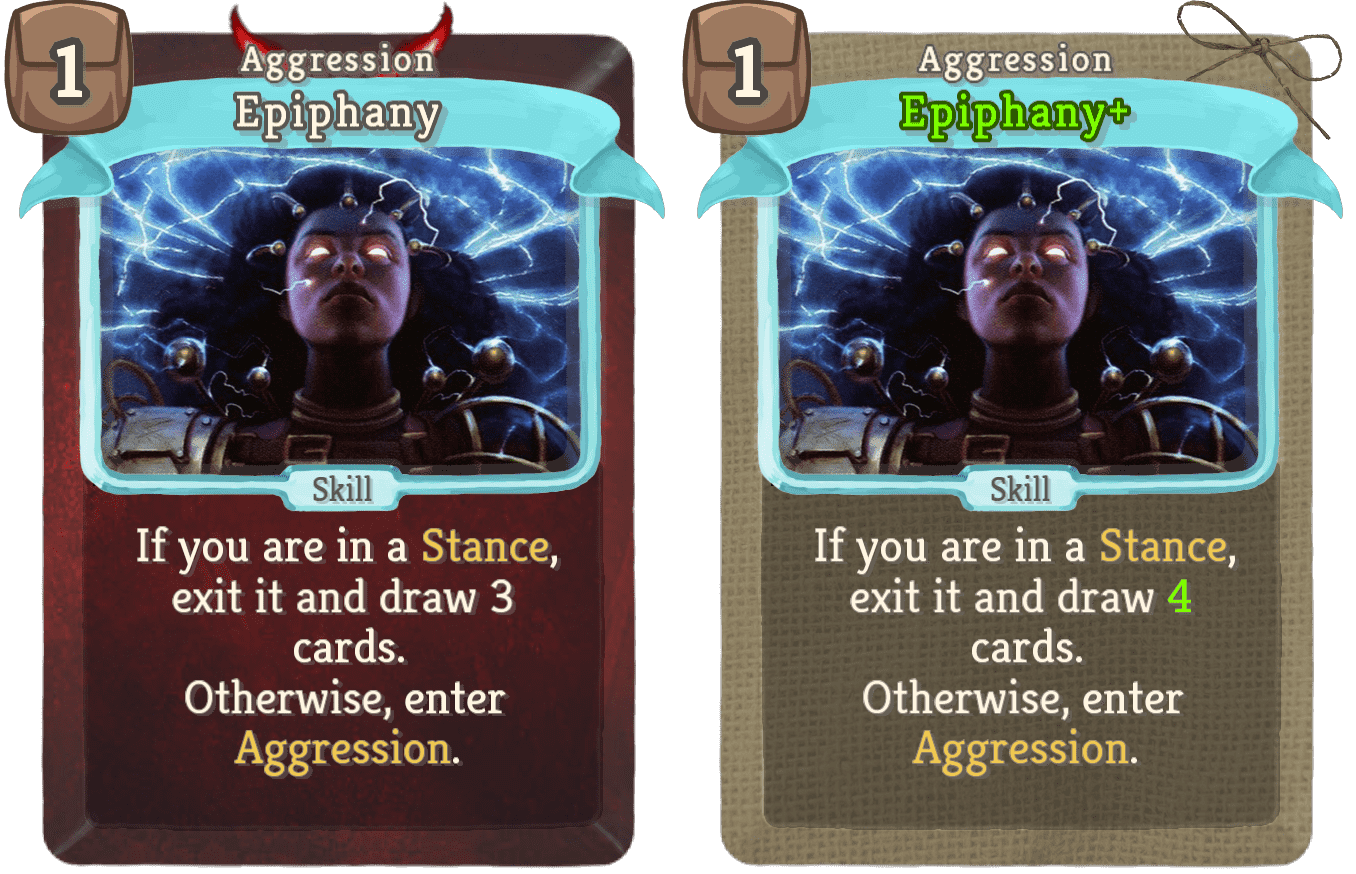 1
Aggression
Epiphany
Skill
If you are in a Stance,
exit it and draw 3
cards.
Otherwise, enter
Aggression.
1
Aggression
Epiphany+
Skill
If you are in a Stance,
exit it and draw 4
cards.
Otherwise, enter
Aggression.